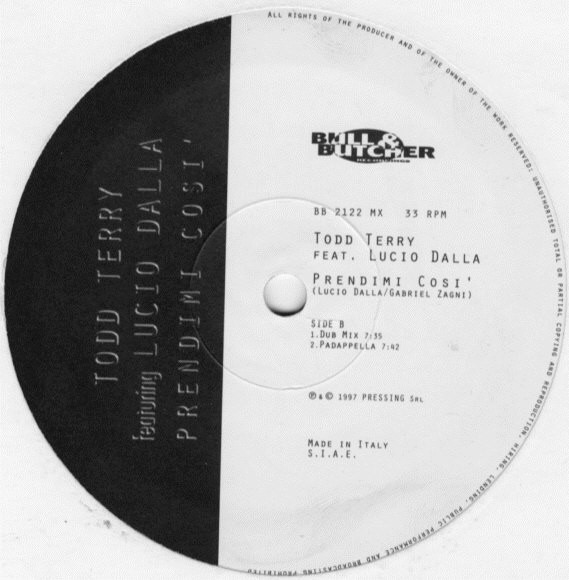 ALL RIGHTS OF THE PRODUCER AND OF THE OWNER OF THE WORK RESERVED; UNAUTHORISED TOTAL OR PARTIAL COPYING AND REPRODUCTION, HIRING, LENDING, PUBLIC PERFORMANCE AND BROADCASTING PROHIBITED
TODD TERRY
featuring LUCIO DALLA
PRENDIMI COSI'
BULL &
BUTCHER
RECORDINGS
BB 2122 MX 33 RPM
TODD TERRY
FEAT. LUCIO DALLA
PRENDIMI COSI'
(LUCIO DALLA/GABRIEL ZAGNI)
SIDE B
1.DUB MIX 7:35
2.PADAPPELLA 7:42
℗ & © 1997 PRESSING SRL
MADE IN ITALY
S.I.A.E.